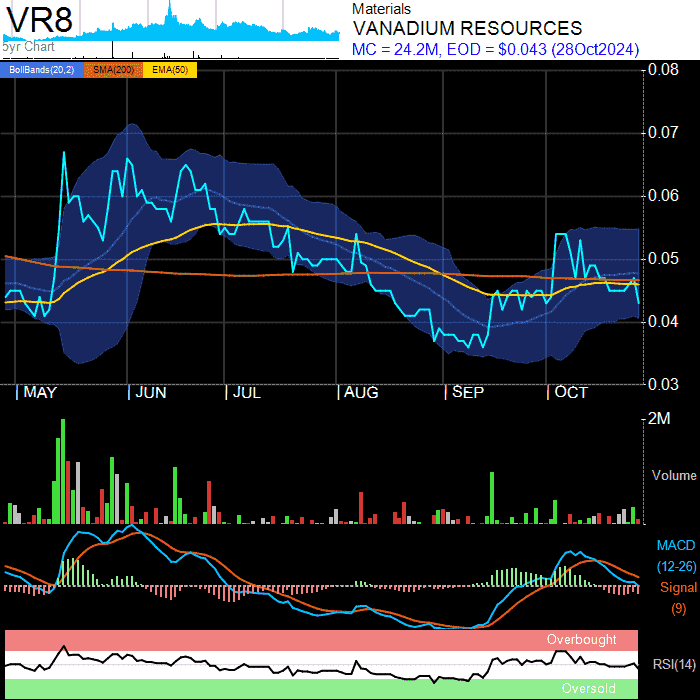 VR8
Materials
VANADIUM RESOURCES
MC = 24.2M, EOD = $0.043 (28Oct2024)
5yr Chart
BollBands(20,2) SMA(200) EMA(50)
0.08
0.07
0.06
0.05
0.04
0.03
MAY JUN JUL AUG SEP OCT
2M
Volume
MACD
(12-26)
Signal
(9)
Overbought
RSI(14)
Oversold